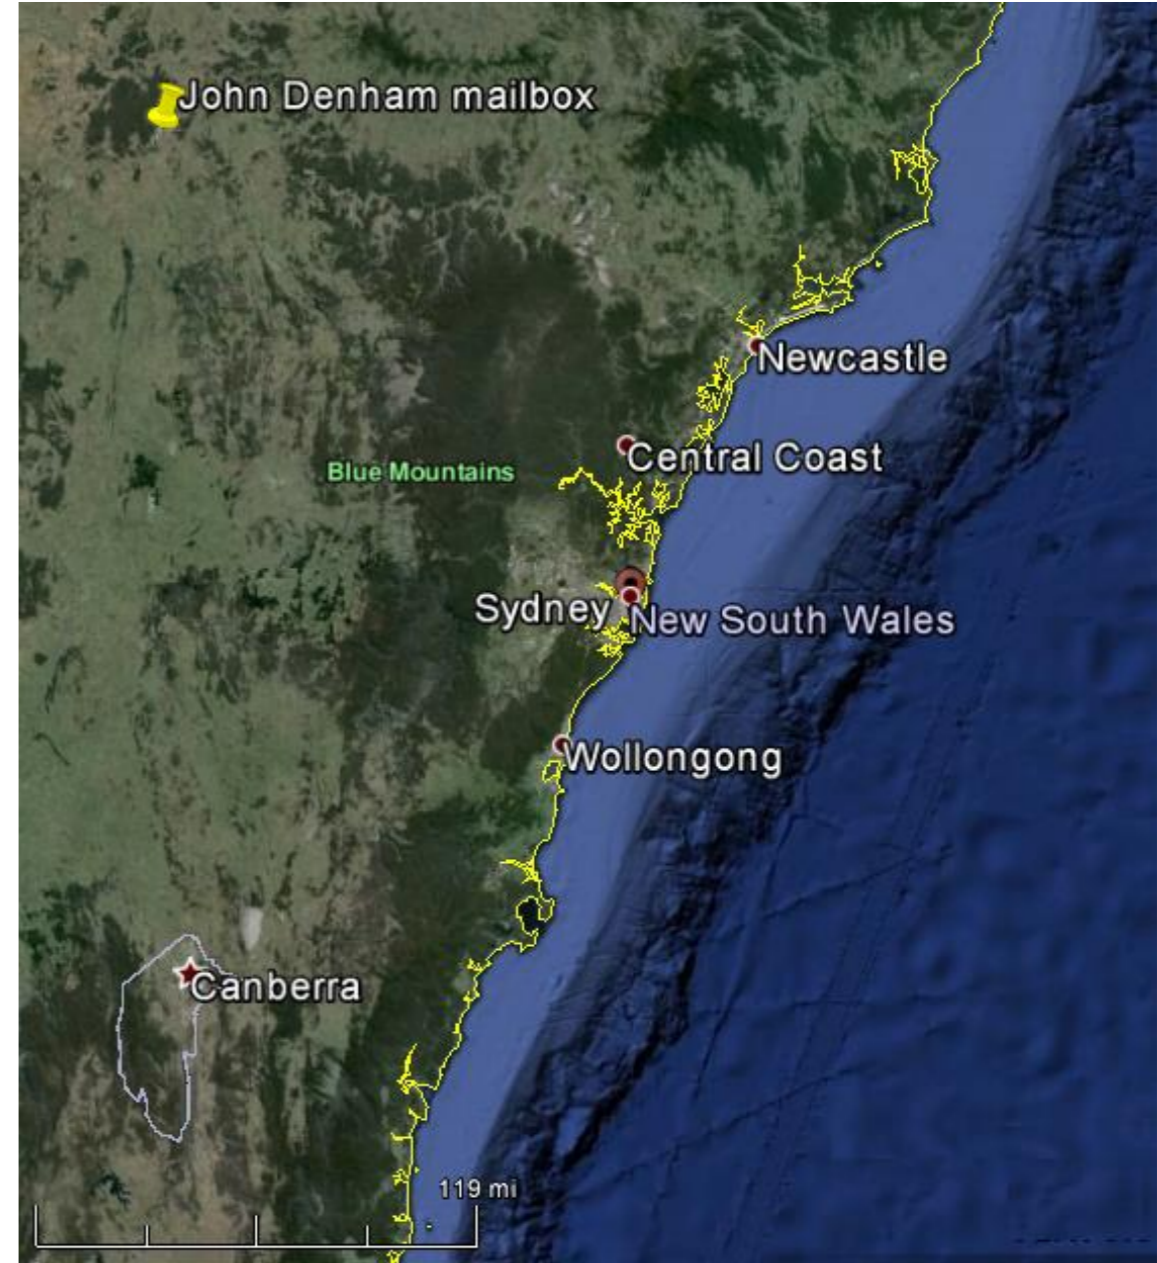 John Denham mailbox
Newcastle
Central Coast
Blue Mountains
Sydney
New South Wales
Wollongong
Canberra
119 mi